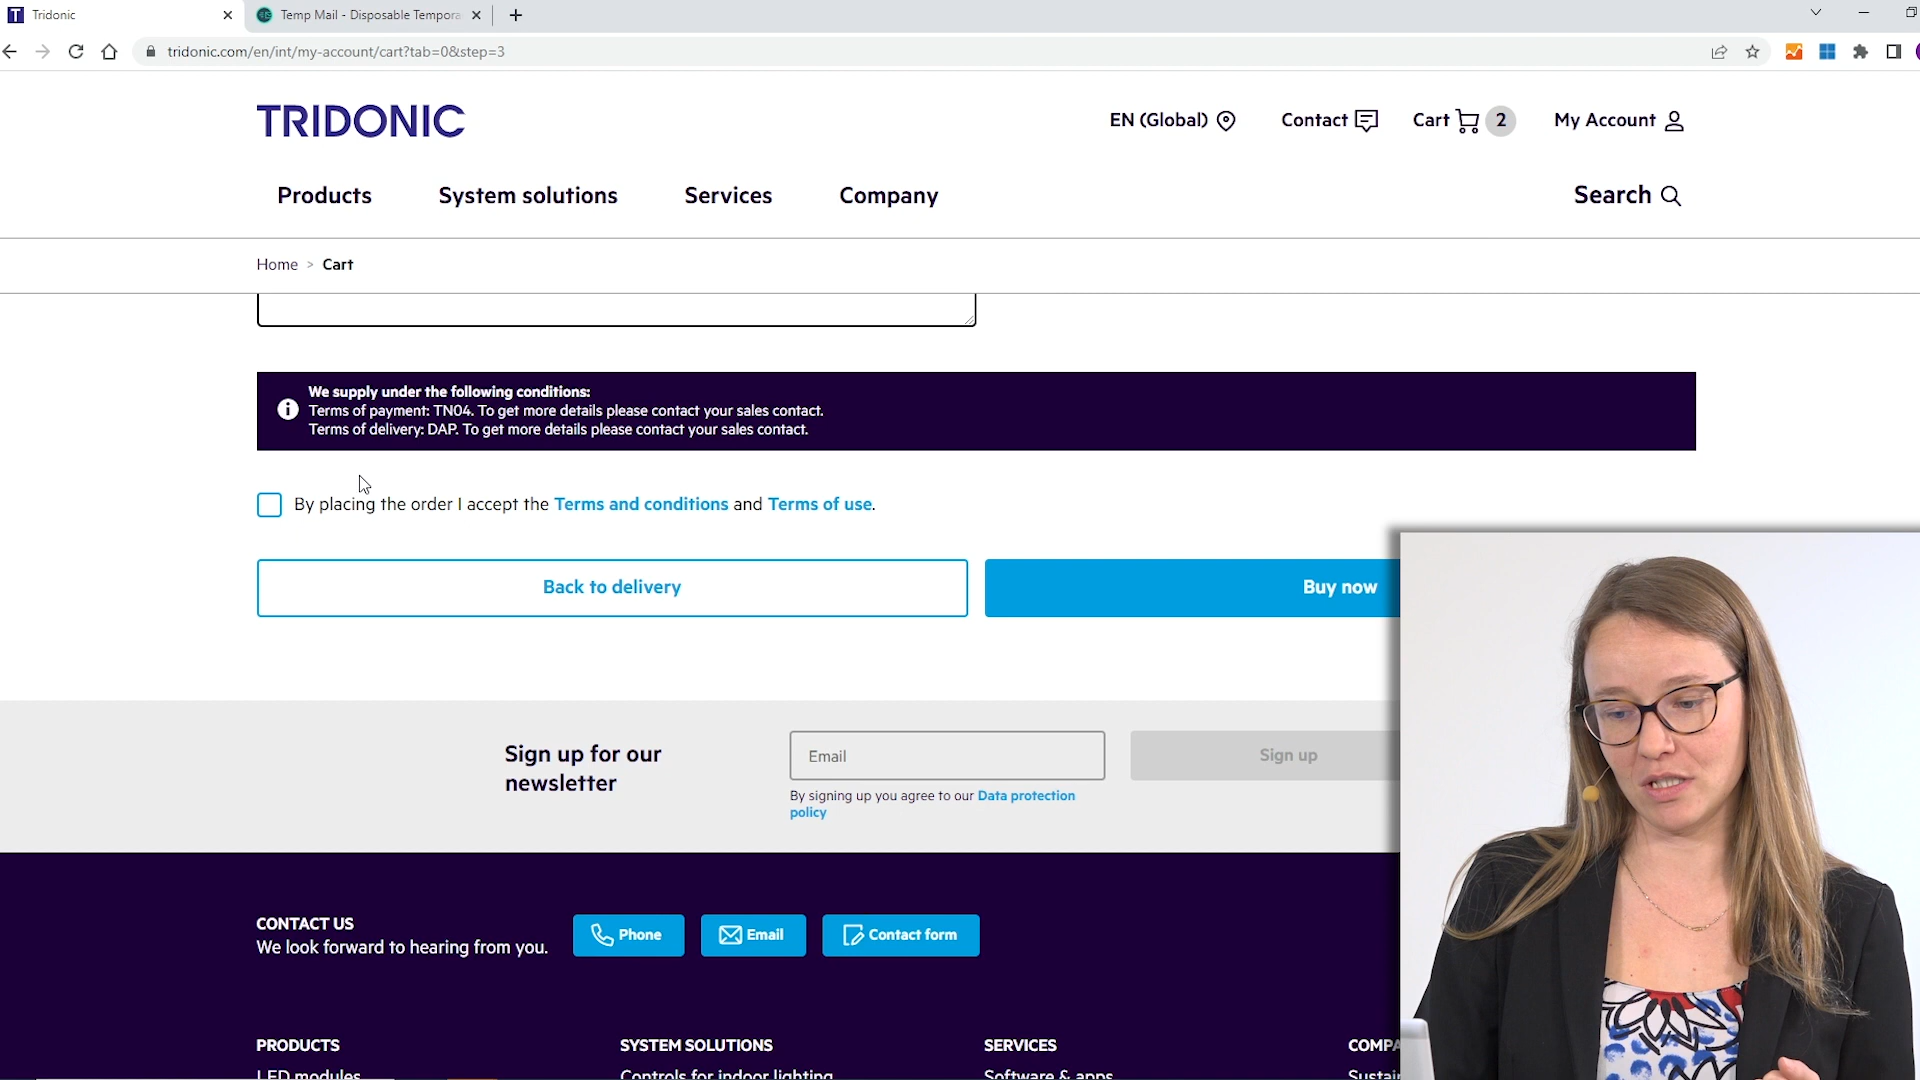 Tridonic
Temp Mail - Disposable Tempora
tridonic.com/en/int/my-account/cart?tab=0&step=3
TRIDONIC
EN (Global)
Contact
Cart 2
My Account
Products
System solutions
Services
Company
Search
Home > Cart
We supply under the following conditions:
Terms of payment: TN04. To get more details please contact your sales contact.
Terms of delivery: DAP. To get more details please contact your sales contact.
By placing the order I accept the Terms and conditions and Terms of use.
Back to delivery
Buy now
Sign up for our
newsletter
Email
Sign up
By signing up you agree to our Data protection
policy
CONTACT US
We look forward to hearing from you.
Phone
Email
Contact form
PRODUCTS
SYSTEM SOLUTIONS
SERVICES
COMPA
LED modules
Controls for indoor lighting
Software & apps
Sustai